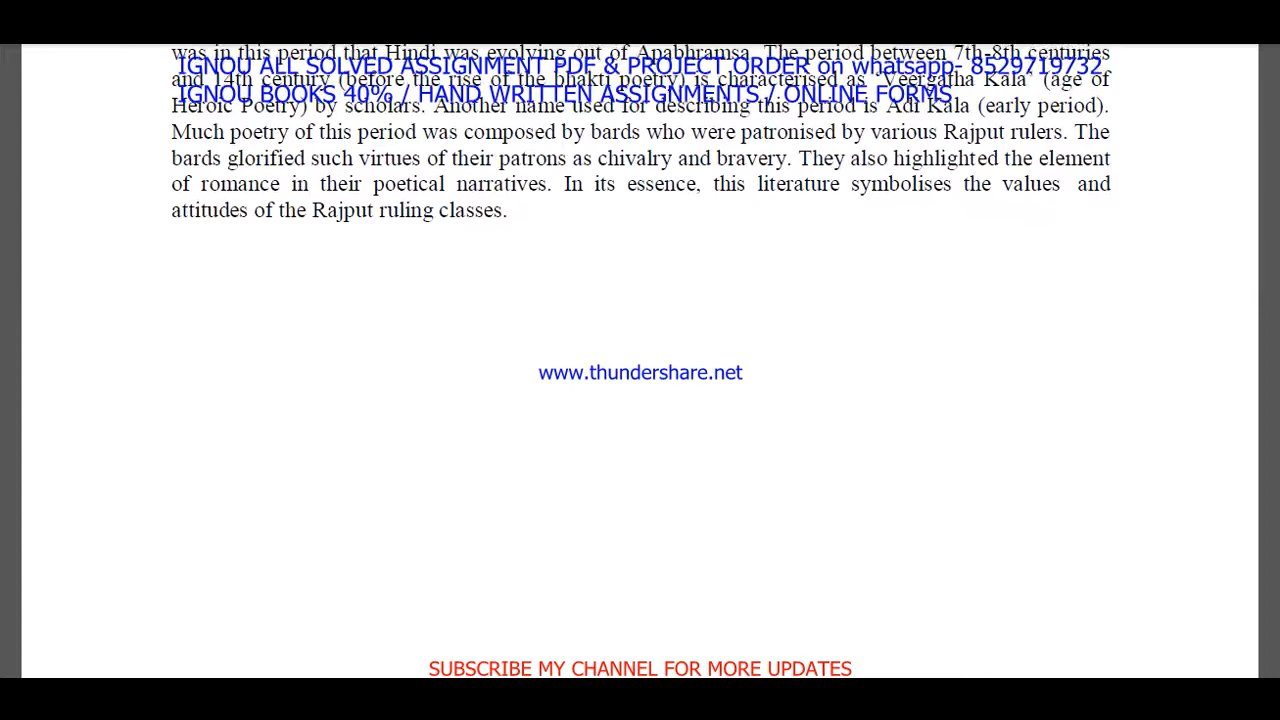 was in this period that Hindi was evolving out of Apabhramsa. The period between 7th-8th centuries
IGNOU ALL SOLVED ASSIGNMENT PDF & PROJECT ORDER on whatsapp- 8529719732
and 14th century (before the rise of the bhakti poetry) is characterised as 'Veergatha Kala' (age of
IGNOU BOOKS 40% / HAND WRITTEN ASSIGNMENTS / ONLINE FORMS
Heroic Poetry) by scholars. Another name used for describing this period is Adi Kala (early period).
Much poetry of this period was composed by bards who were patronised by various Rajput rulers. The
bards glorified such virtues of their patrons as chivalry and bravery. They also highlighted the element
of romance in their poetical narratives. In its essence, this literature symbolises the values and
attitudes of the Rajput ruling classes.
www.thundershare.net
SUBSCRIBE MY CHANNEL FOR MORE UPDATES